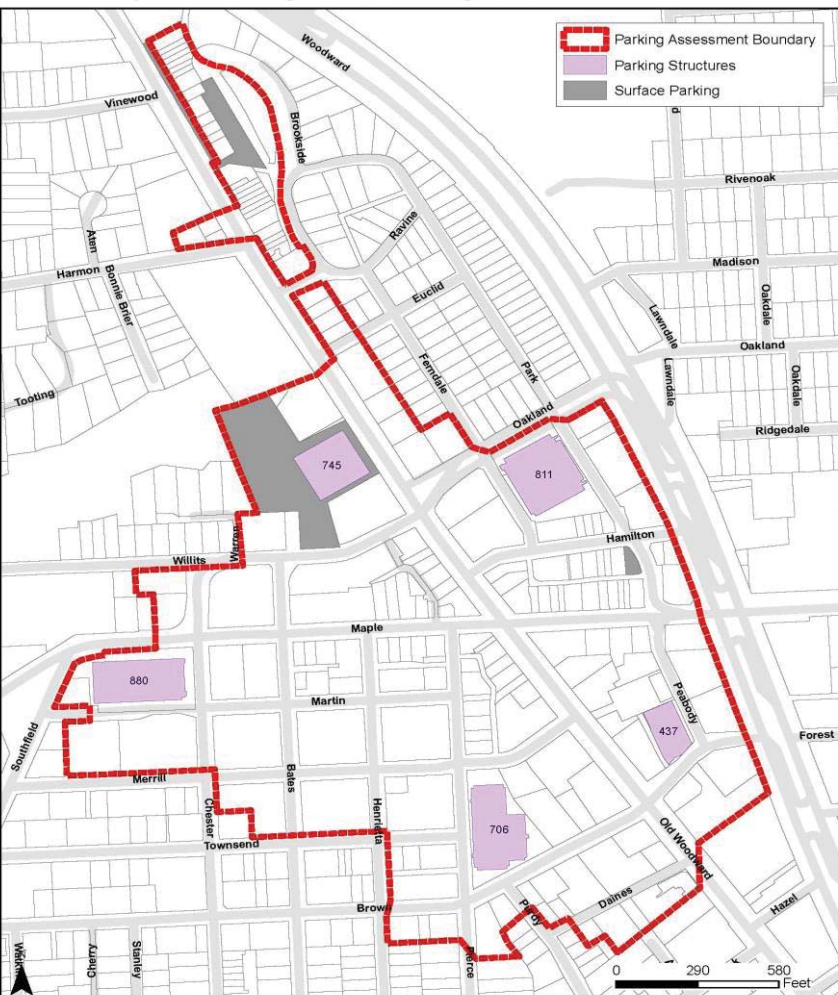 Parking Assessment Boundary
Parking Structures
Surface Parking
Woodward
Vinewood
Brookside
Rivenoak
Ravine
Aten
Madison
Harmon
Bonnie Brier
Euclid
Lawndale
Oakdale
Oakland
Lawndale
Oakdale
Park
Ferndale
Tooting
Oakland
Ridgedale
745
811
Warren
Hamilton
Willits
Maple
880
Martin
Peabody
437
Forest
Southfield
Merrill
Bates
Chester
Henrietta
706
Old Woodward
Townsend
Daines
Brown
Purdy
Hazel
Cherry
Stanley
Pierce
0 290 580
Feet